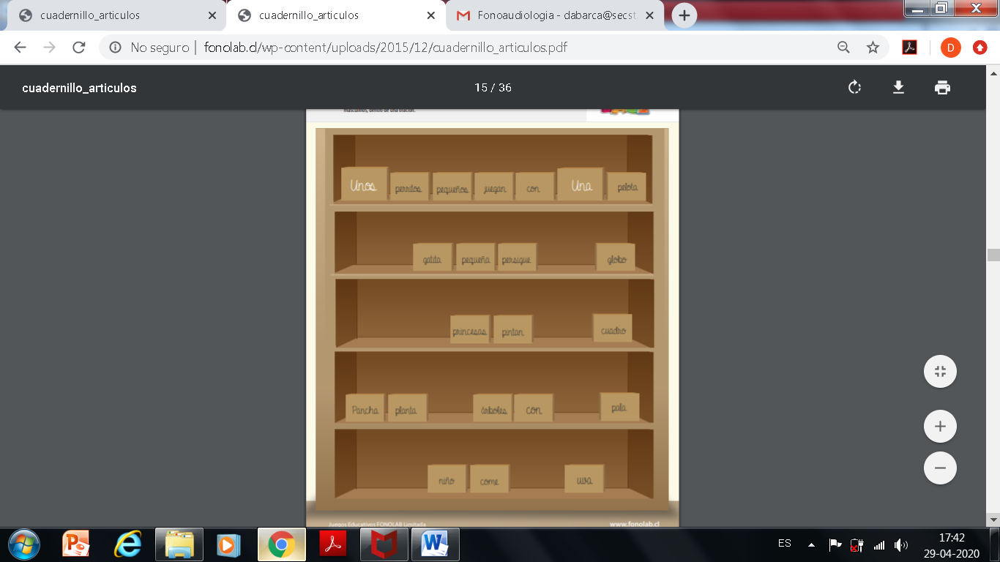 cuadernillo_articulos
cuadernillo_articulos
Fonoaudiologia - dabarca@secst
No seguro | fonolab.cl/wp-content/uploads/2015/12/cuadernillo_articulos.pdf
D
cuadernillo_articulos
15 / 36
masculinos, dentro de una oración.
Unos perritos pequeños juegan con Una pelota
gatita pequeña persigue globo
princesas pintan cuadro
Pancha planta árboles con pala
niño come uva
Juegos Educativos FONOLAB Limitada
www.fonolab.cl
ES
17:42
29-04-2020